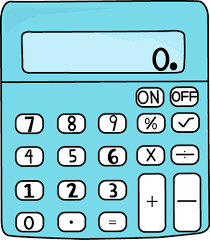 0.
ON OFF
7 8 9 % √
4 5 6 X ÷
1 2 3 + —
0 · =